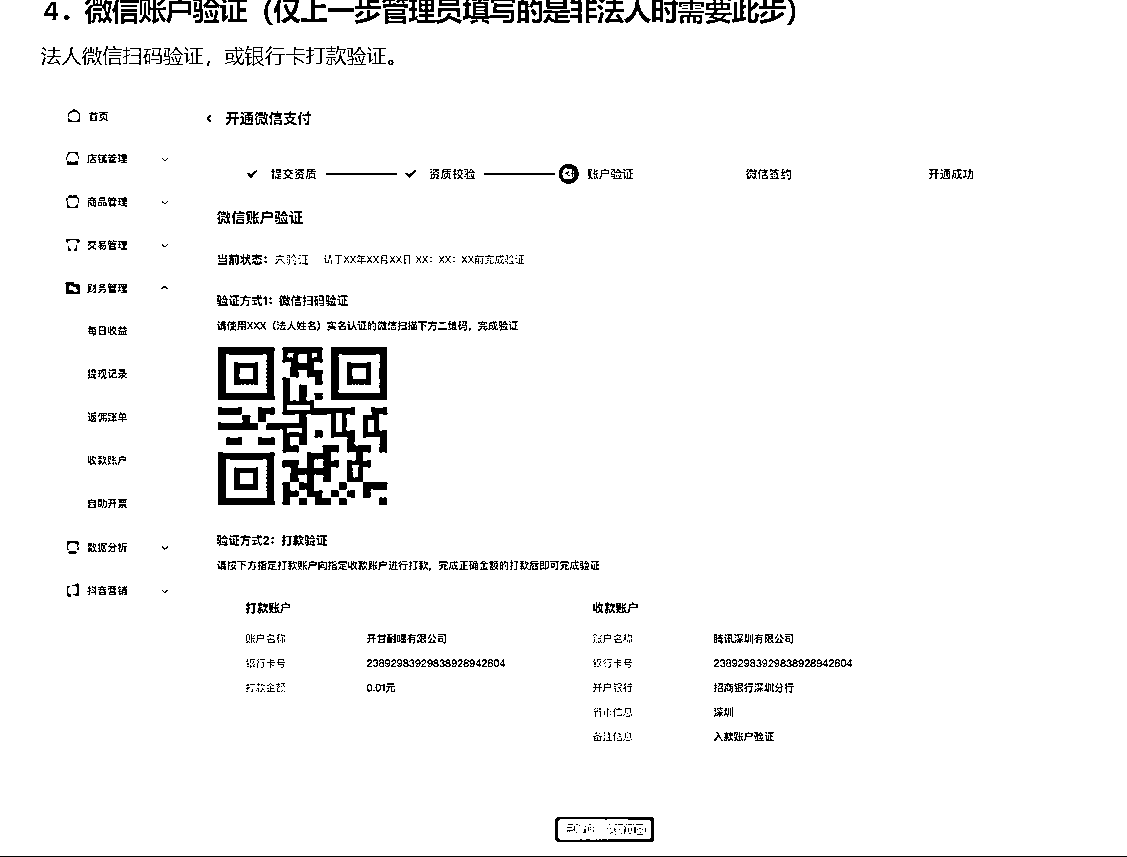 4．微信账户验证（仅上一步管理员填写的是非法人时需要此步）
法人微信扫码验证，或银行卡打款验证。
首页
‹ 开通微信支付
店铺管理
提交资质 资质校验 账户验证 微信签约 开通成功
商品管理
微信账户验证
交易管理
当前状态：未验证 请于XX年XX月XX日 XX：XX：XX前完成验证
财务管理
验证方式1：微信扫码验证
请使用XXX（法人姓名）实名认证的微信扫描下方二维码，完成验证
每日收益
提现记录
返佣账单
收款账户
自助开票
验证方式2：打款验证
数据分析
请按下方指定打款账户向指定收款账户进行打款，完成正确金额的打款后即可完成验证
抖音营销
打款账户 收款账户
账户名称 有限公司 账户名称 腾讯深圳有限公司
银行卡号 23892983929838928942604 银行卡号 23892983929838928942604
打款金额 0.01元 开户银行 招商银行深圳分行
省市信息 深圳
备注信息 入款账户验证